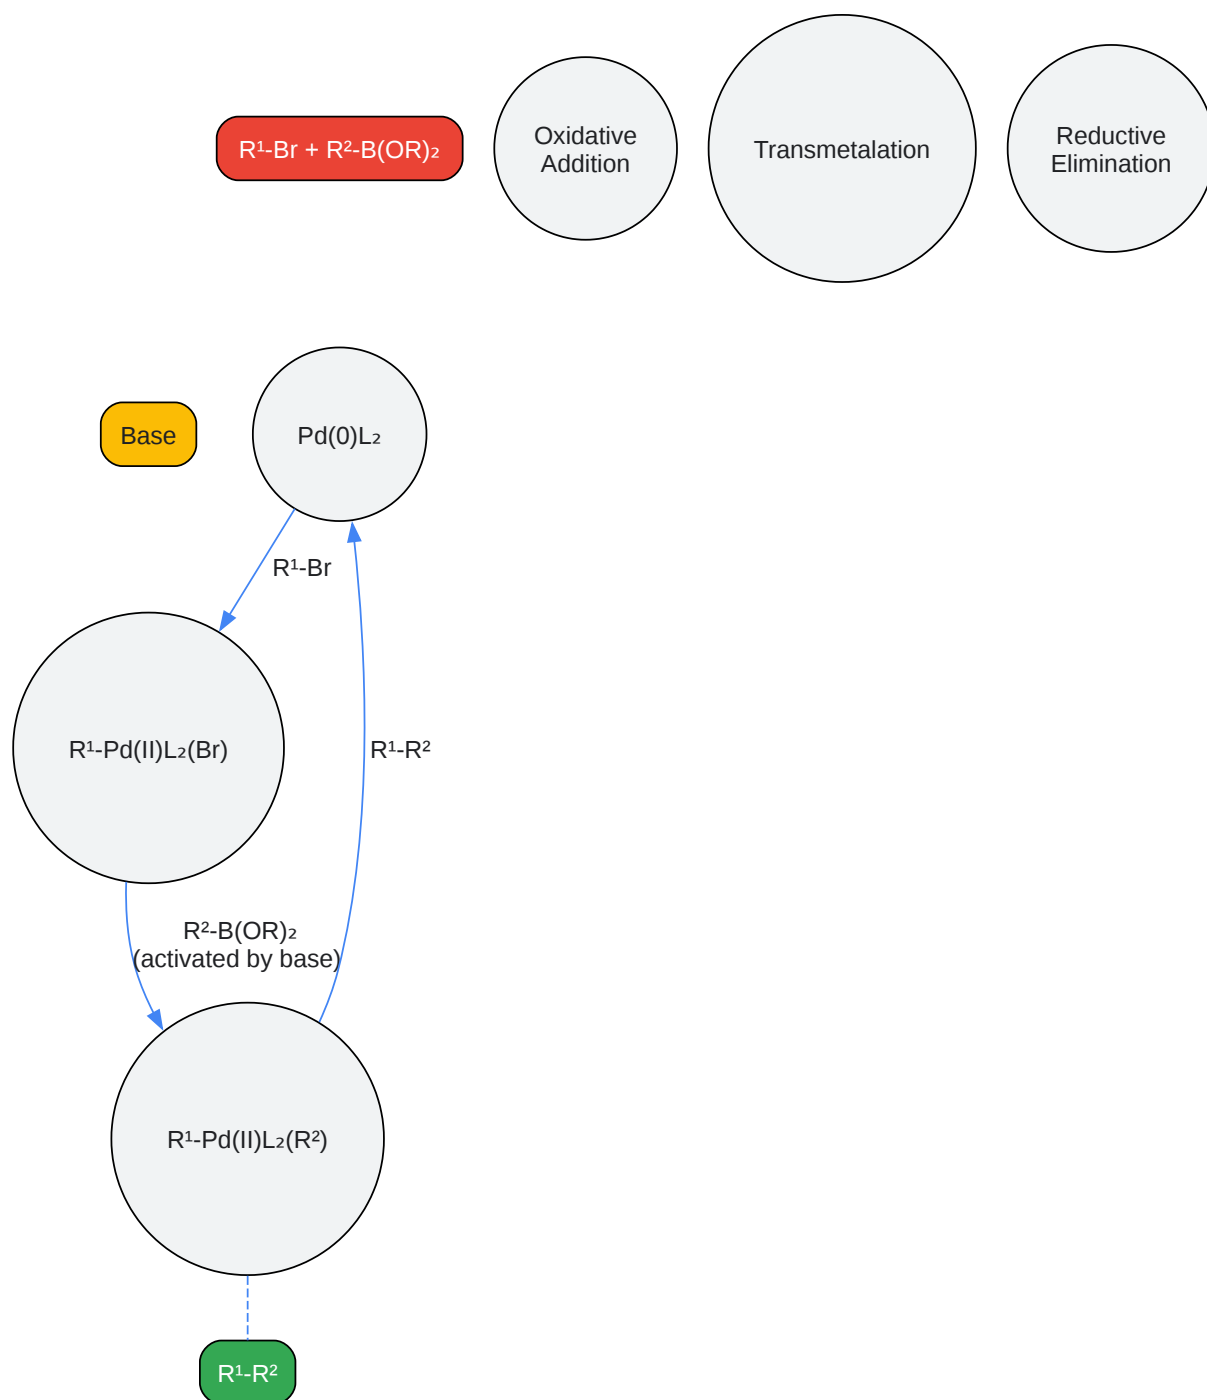 R¹-Br + R²-B(OR)₂
Oxidative
Addition
Transmetalation
Reductive
Elimination
Base
Pd(0)L₂
R¹-Br
R¹-Pd(II)L₂(Br)
R¹-R²
R²-B(OR)₂
(activated by base)
R¹-Pd(II)L₂(R²)
R¹-R²